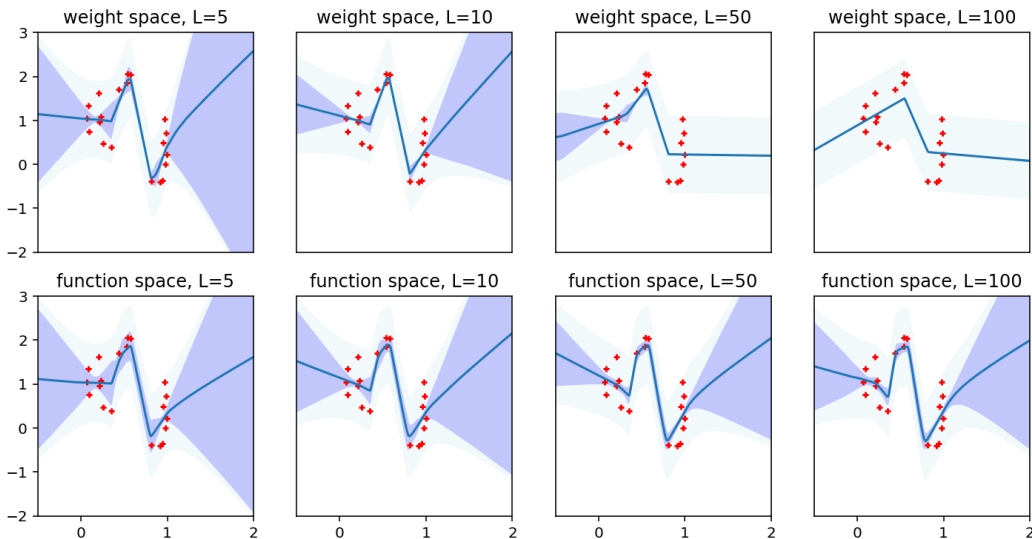 weight space, L=5
weight space, L=10
weight space, L=50
weight space, L=100
3
2
1
0
−1
−2
function space, L=5
function space, L=10
function space, L=50
function space, L=100
3
2
1
0
−1
−2
0 1 2
0 1 2
0 1 2
0 1 2